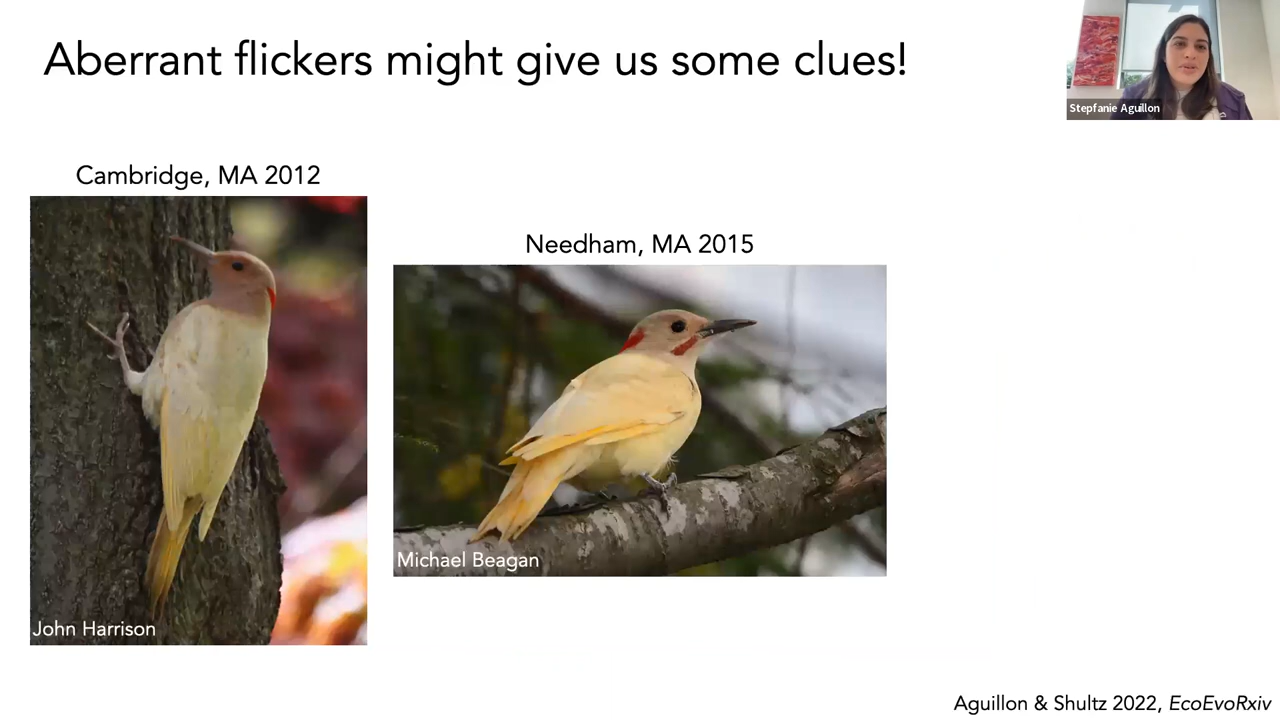 Aberrant flickers might give us some clues!
Stepfanie Aguillon
Cambridge, MA 2012
Needham, MA 2015
Michael Beagan
John Harrison
Aguillon & Shultz 2022, EcoEvoRxiv